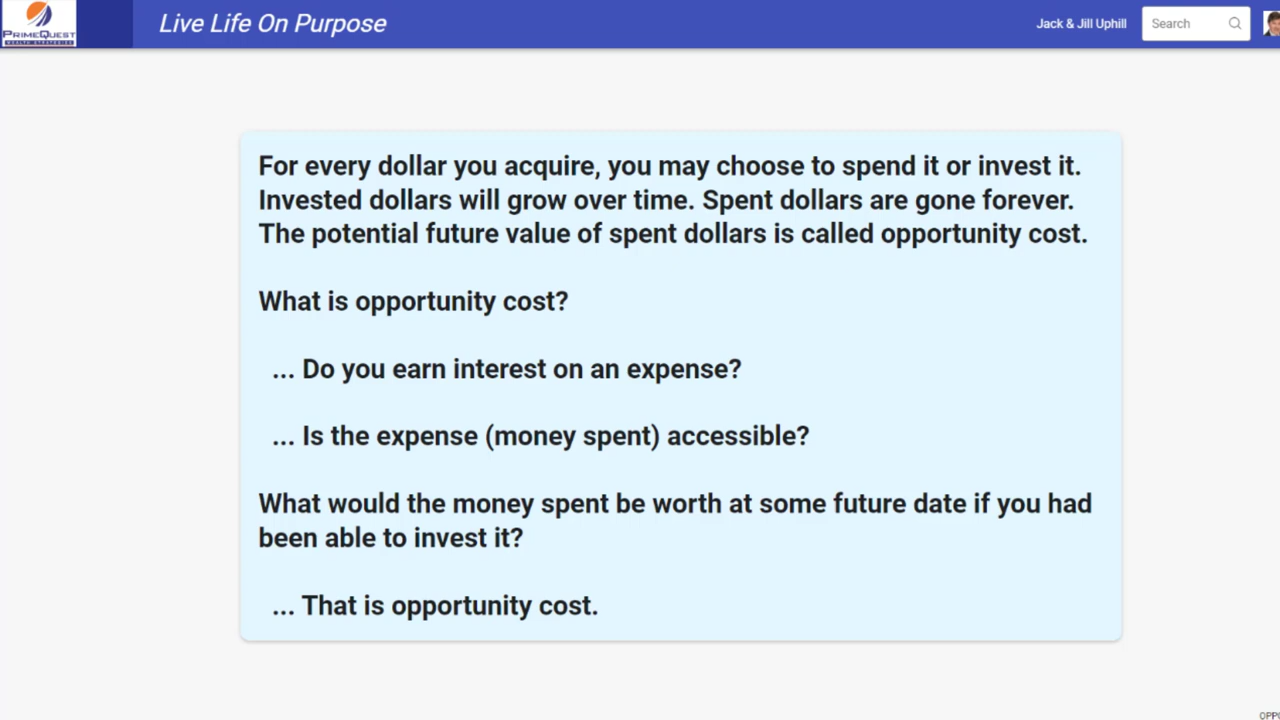 PRIMEQUEST
WEALTH STRATEGIES
Live Life On Purpose
Jack & Jill Uphill
Search
For every dollar you acquire, you may choose to spend it or invest it.
Invested dollars will grow over time. Spent dollars are gone forever.
The potential future value of spent dollars is called opportunity cost.
What is opportunity cost?
... Do you earn interest on an expense?
... Is the expense (money spent) accessible?
What would the money spent be worth at some future date if you had
been able to invest it?
... That is opportunity cost.